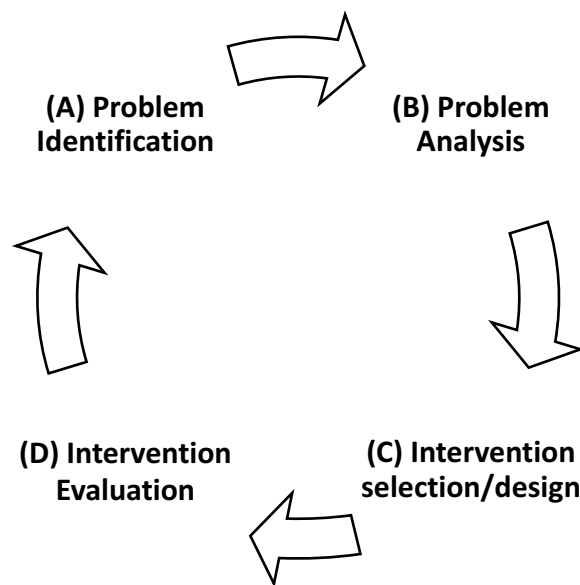 (A) Problem
Identification
(B) Problem
Analysis
(C) Intervention
selection/design
(D) Intervention
Evaluation